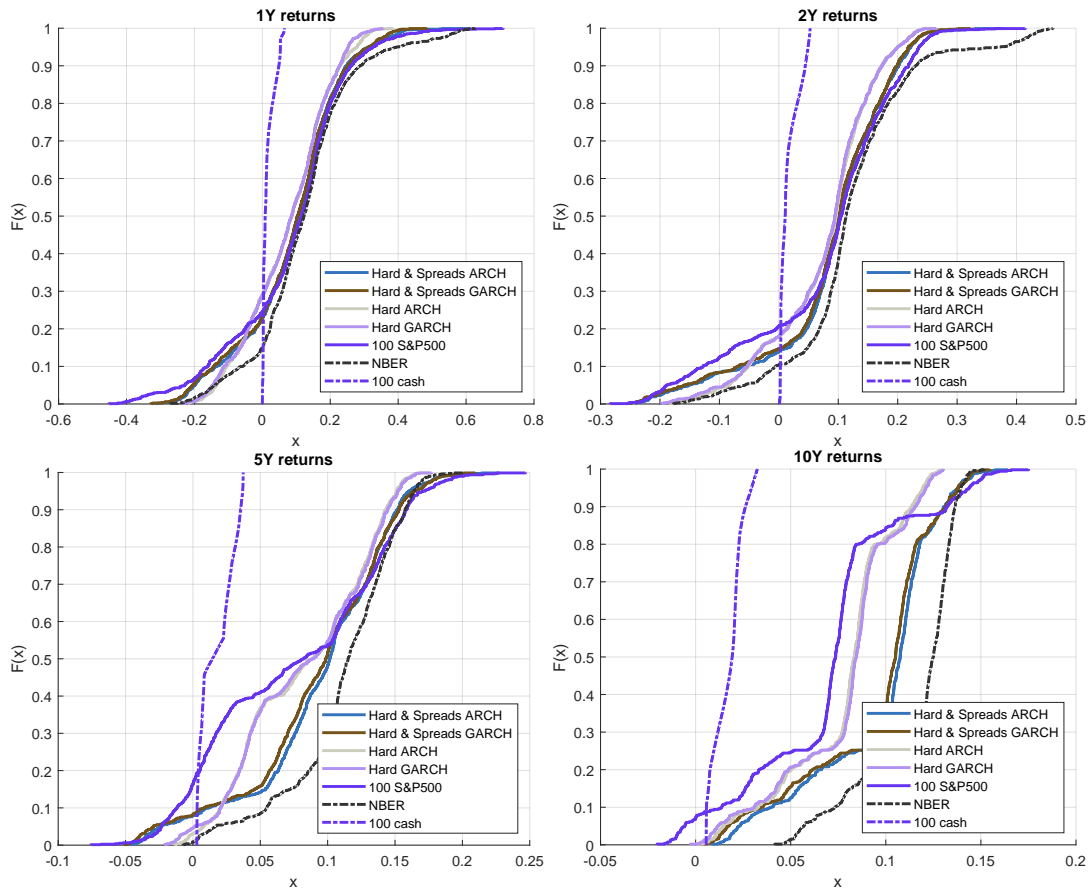 1Y returns
1
0.9
0.8
0.7
0.6
0.5
0.4
0.3
0.2
0.1
0
F(x)
-0.6 -0.4 -0.2 0 0.2 0.4 0.6 0.8
x
Hard & Spreads ARCH
Hard & Spreads GARCH
Hard ARCH
Hard GARCH
100 S&P500
NBER
100 cash
2Y returns
1
0.9
0.8
0.7
0.6
0.5
0.4
0.3
0.2
0.1
0
F(x)
-0.3 -0.2 -0.1 0 0.1 0.2 0.3 0.4 0.5
x
Hard & Spreads ARCH
Hard & Spreads GARCH
Hard ARCH
Hard GARCH
100 S&P500
NBER
100 cash
5Y returns
1
0.9
0.8
0.7
0.6
0.5
0.4
0.3
0.2
0.1
0
F(x)
-0.1 -0.05 0 0.05 0.1 0.15 0.2 0.25
x
Hard & Spreads ARCH
Hard & Spreads GARCH
Hard ARCH
Hard GARCH
100 S&P500
NBER
100 cash
10Y returns
1
0.9
0.8
0.7
0.6
0.5
0.4
0.3
0.2
0.1
0
F(x)
-0.05 0 0.05 0.1 0.15 0.2
x
Hard & Spreads ARCH
Hard & Spreads GARCH
Hard ARCH
Hard GARCH
100 S&P500
NBER
100 cash